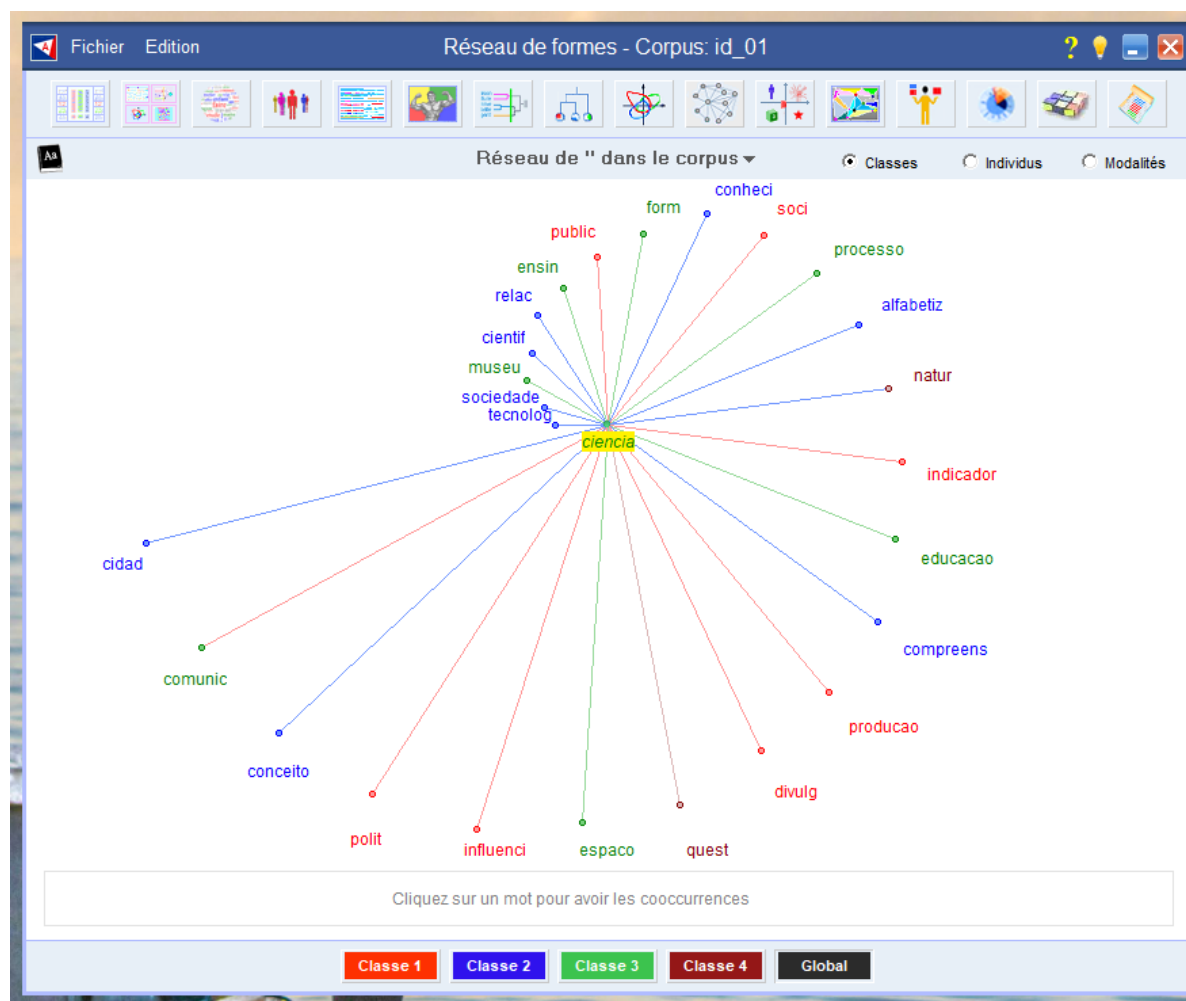 Fichier Edition Réseau de formes - Corpus: id_01 ?
Aa Réseau de '' dans le corpus Classes Individus Modalités
conheci
form soci
public
processo
ensin
relac
alfabetiz
cientif
museu
natur
sociedade
tecnolog
ciencia
indicador
educacao
cidad
compreens
comunic
producao
conceito
divulg
polit
influenci espaco quest
Cliquez sur un mot pour avoir les cooccurrences
Classe 1 Classe 2 Classe 3 Classe 4 Global